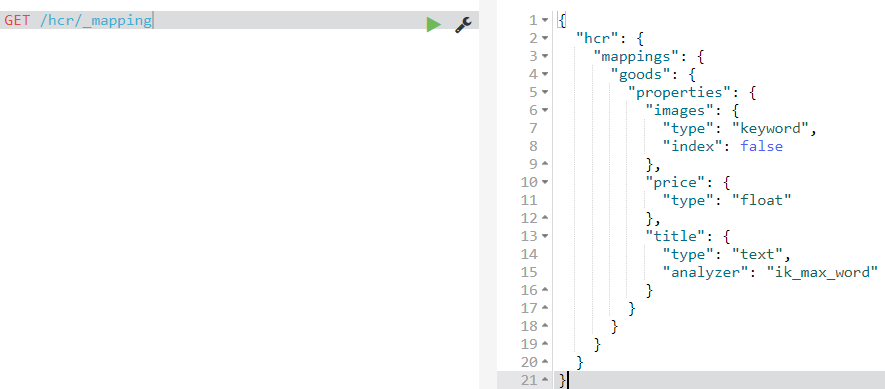 GET /hcr/_mapping
1 {
2 "hcr": {
3 "mappings": {
4 "goods": {
5 "properties": {
6 "images": {
7 "type": "keyword",
8 "index": false
9 },
10 "price": {
11 "type": "float"
12 },
13 "title": {
14 "type": "text",
15 "analyzer": "ik_max_word"
16 }
17 }
18 }
19 }
20 }
21 }